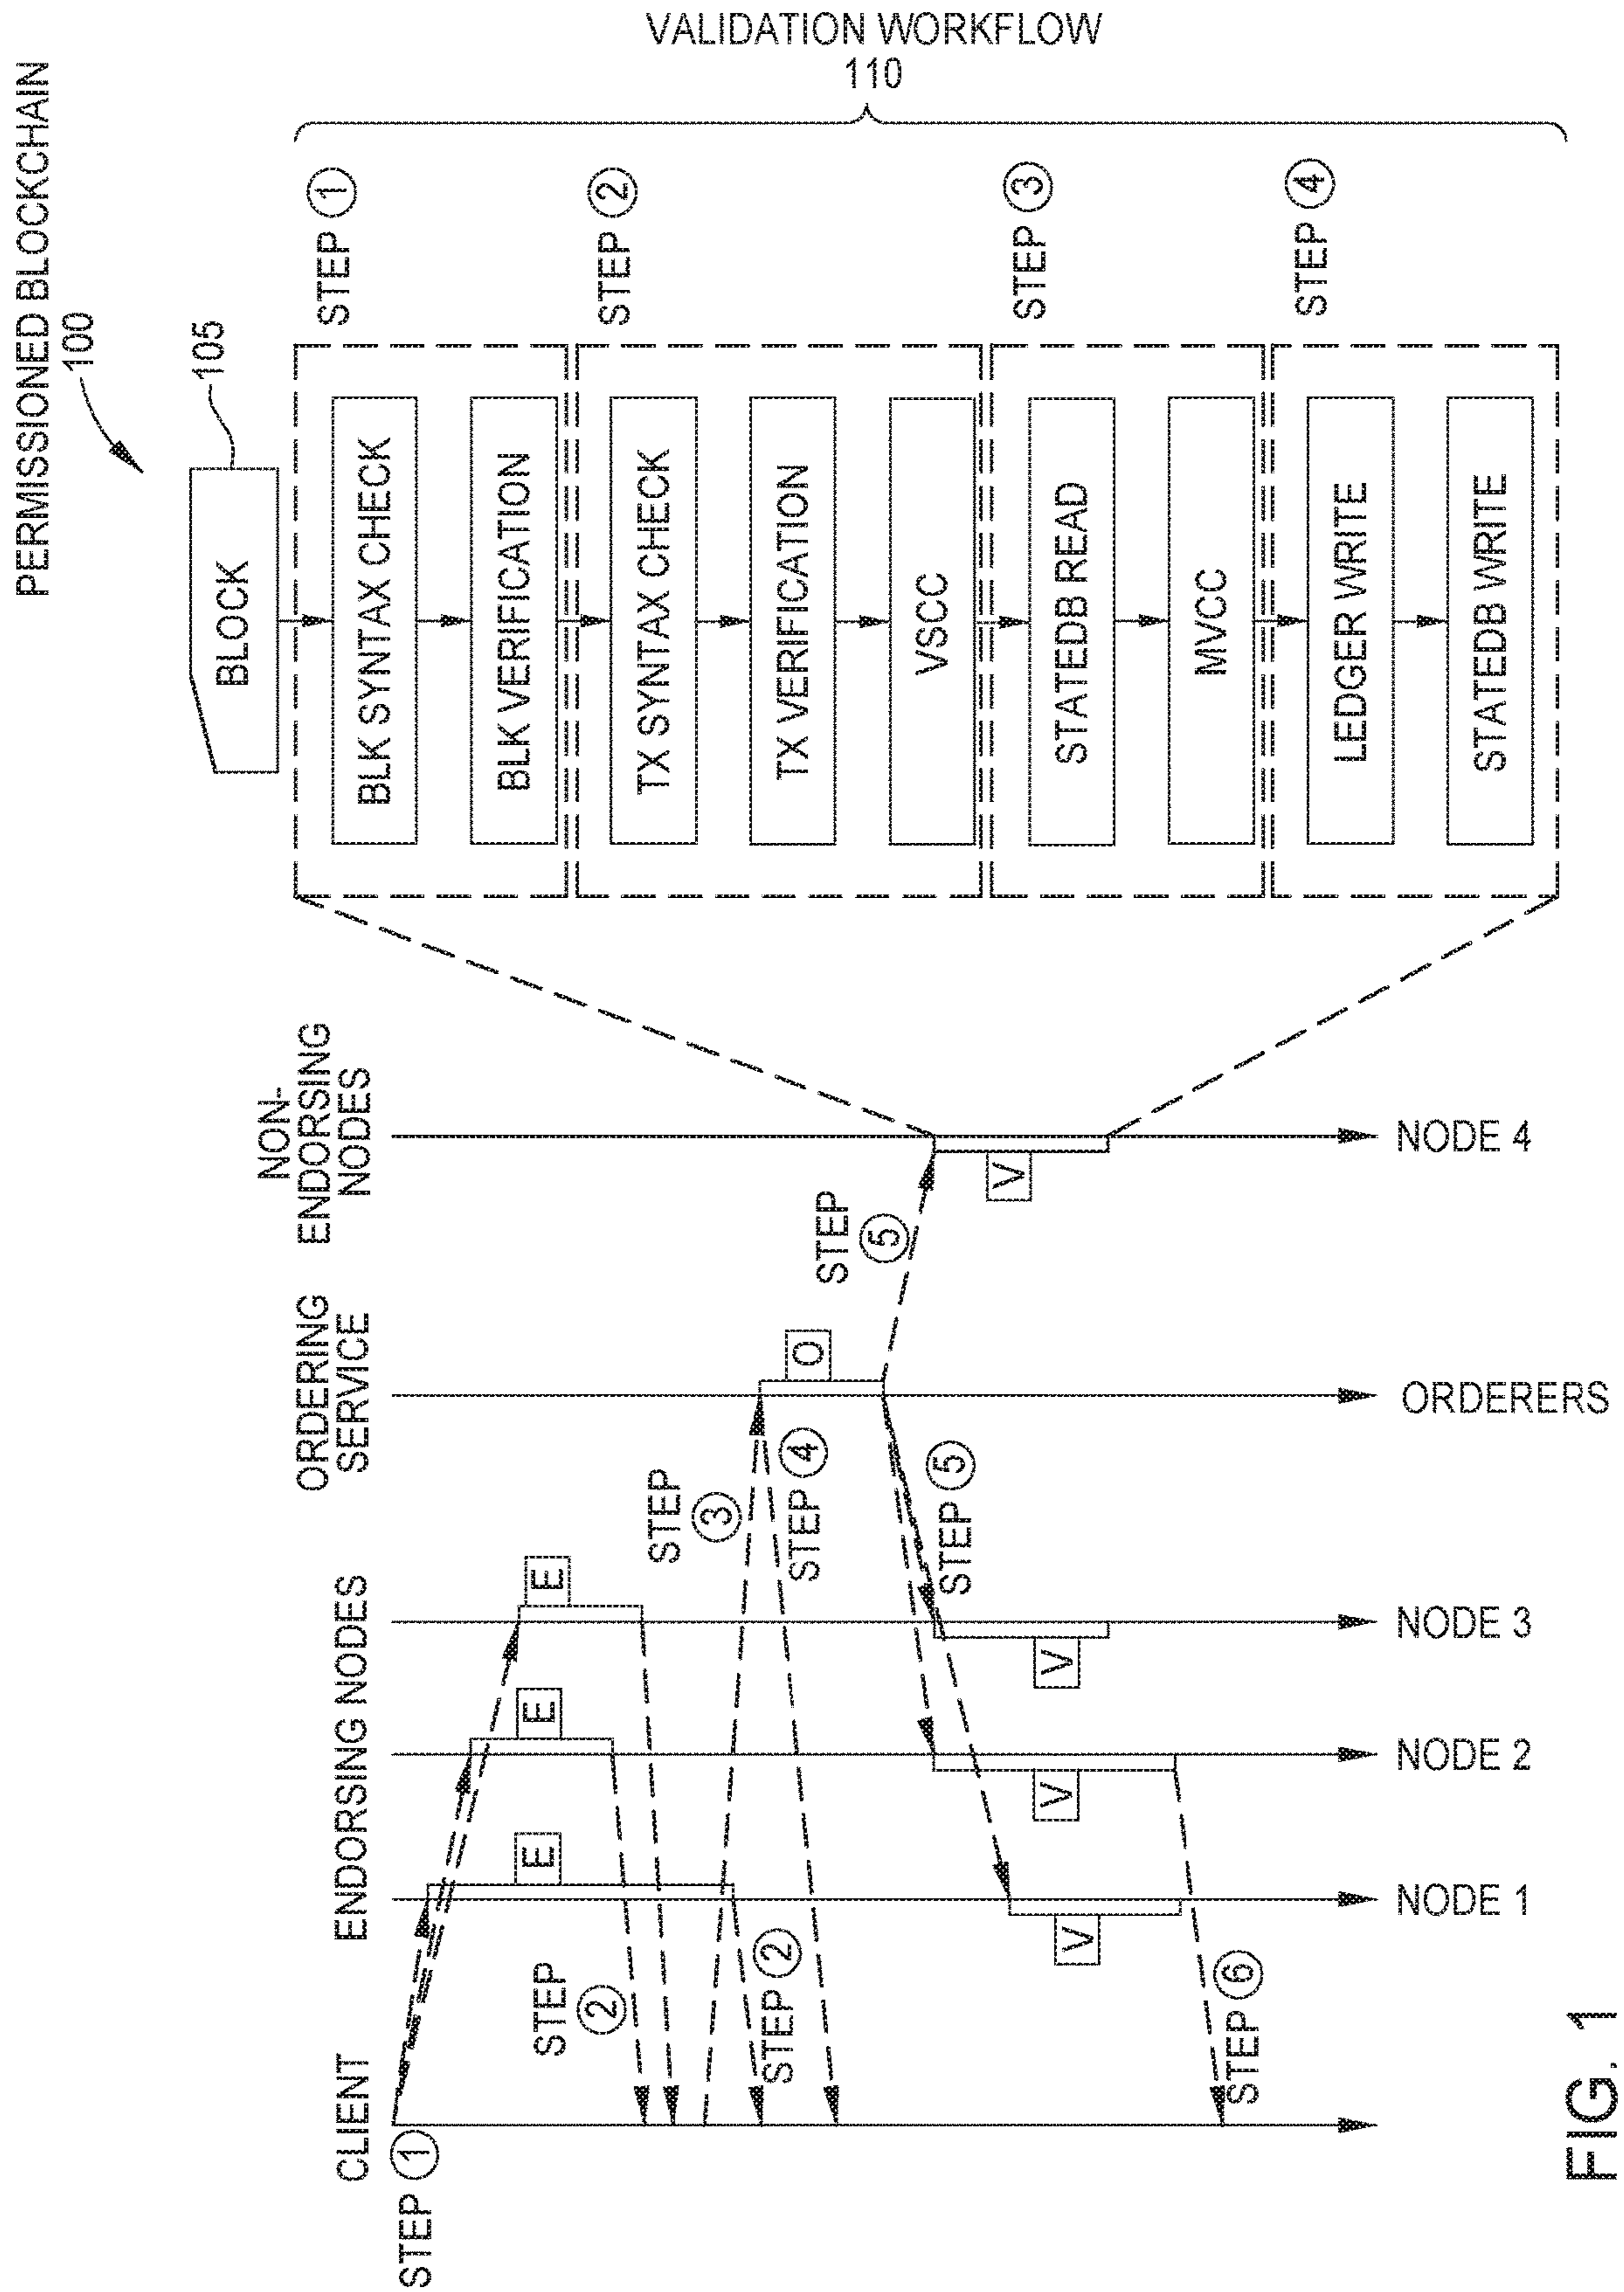 PERMISSIONED BLOCKCHAIN
100
BLOCK
105
BLK SYNTAX CHECK
BLK VERIFICATION
TX SYNTAX CHECK
TX VERIFICATION
VSCC
STATEDB READ
MVCC
LEDGER WRITE
STATEDB WRITE
STEP 1
STEP 2
STEP 3
STEP 4
VALIDATION WORKFLOW
110
CLIENT
ENDORSING NODES
ORDERING
SERVICE
NON-
ENDORSING
NODES
STEP 1
E
E
E
STEP
2
STEP
3
STEP 2
STEP 4
O
STEP
5
STEP 5
V
V
V
V
STEP 6
NODE 1
NODE 2
NODE 3
ORDERERS
NODE 4
FIG. 1